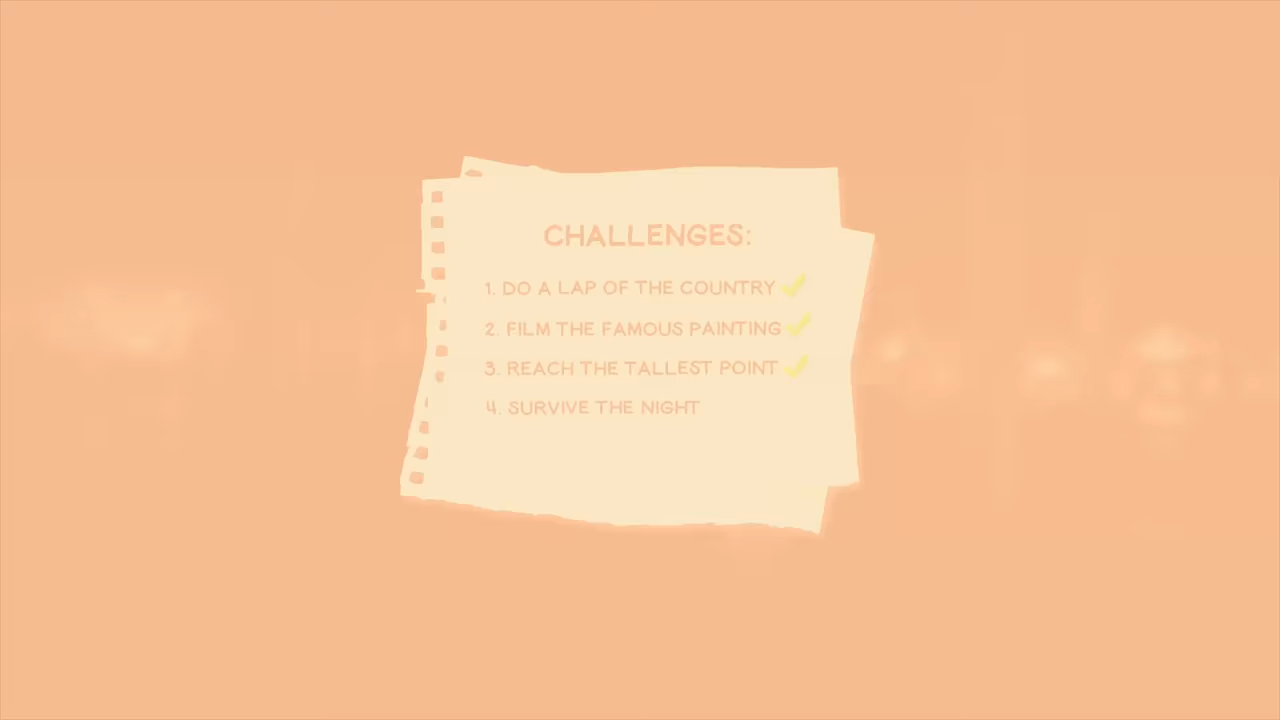 CHALLENGES:
1. DO A LAP OF THE COUNTRY
2. FILM THE FAMOUS PAINTING
3. REACH THE TALLEST POINT
4. SURVIVE THE NIGHT